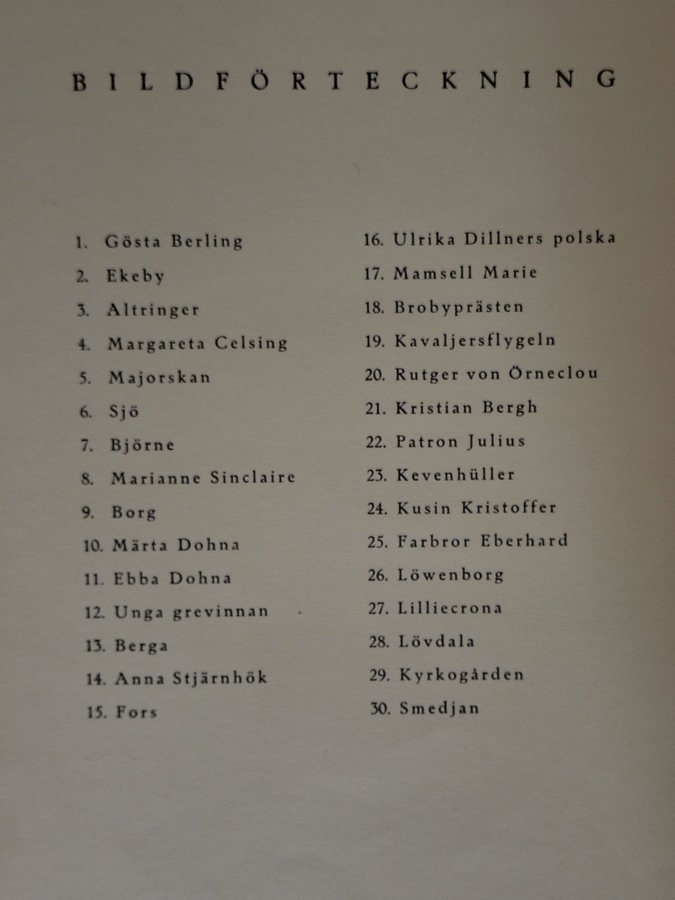 BILDFÖRTECKNING
1. Gösta Berling
2. Ekeby
3. Altringer
4. Margareta Celsing
5. Majorskan
6. Sjö
7. Björne
8. Marianne Sinclaire
9. Borg
10. Märta Dohna
11. Ebba Dohna
12. Unga grevinnan
13. Berga
14. Anna Stjärnhök
15. Fors
16. Ulrika Dillners polska
17. Mamsell Marie
18. Brobyprästen
19. Kavaljersflygeln
20. Rutger von Örneclou
21. Kristian Bergh
22. Patron Julius
23. Kevenhüller
24. Kusin Kristoffer
25. Farbror Eberhard
26. Löwenborg
27. Lilliecrona
28. Lövdala
29. Kyrkogården
30. Smedjan